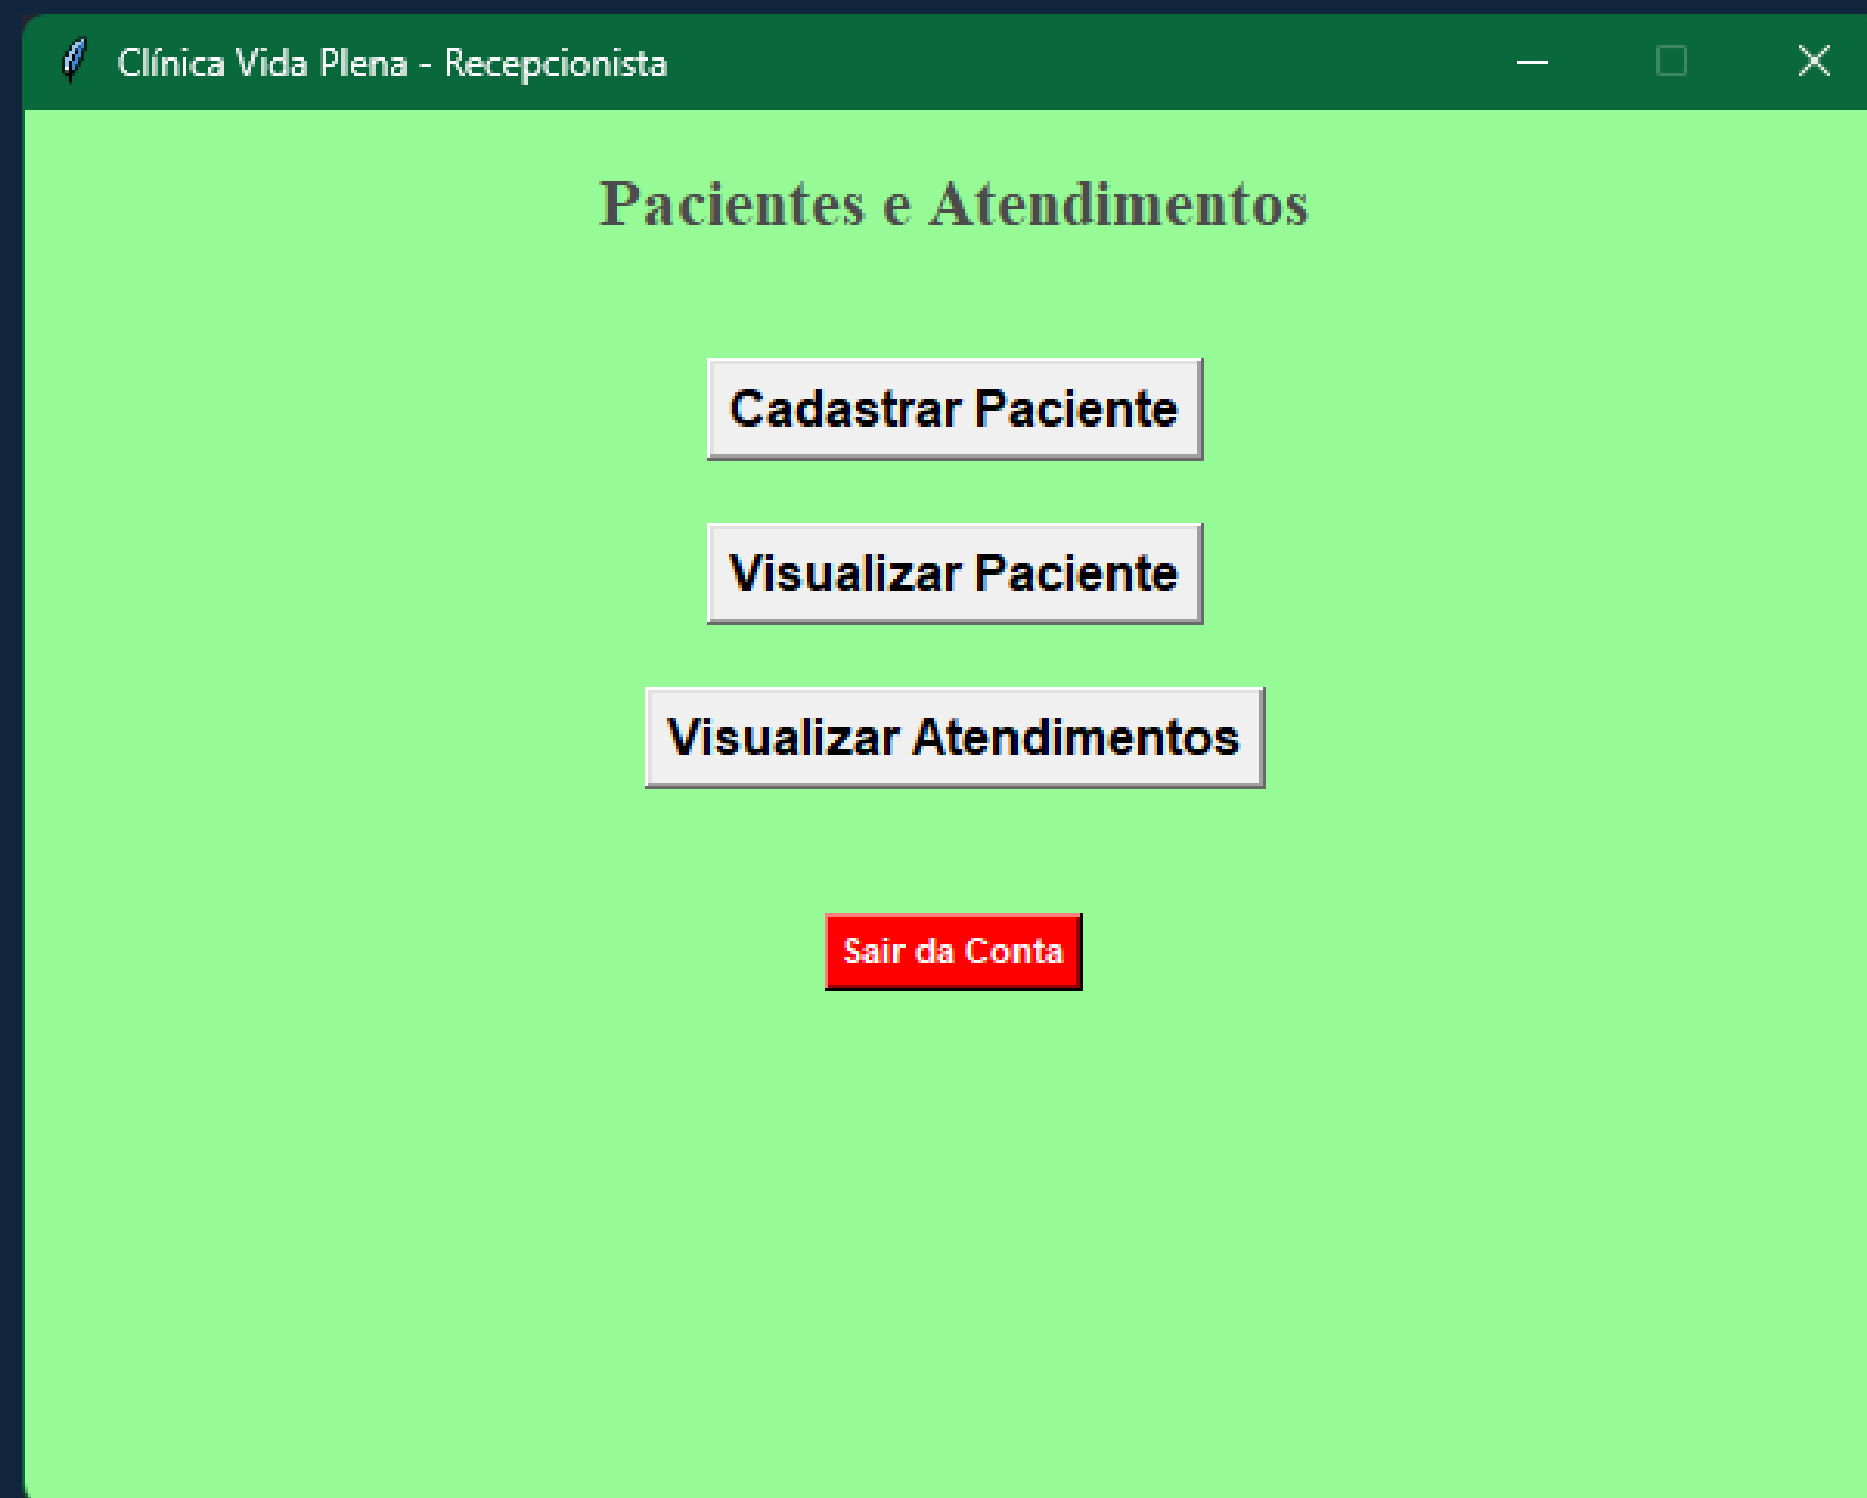 Clínica Vida Plena - Recepcionista
Pacientes e Atendimentos
Cadastrar Paciente
Visualizar Paciente
Visualizar Atendimentos
Sair da Conta